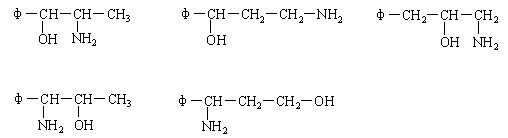 ф–CH–CH–CH₃ ф–CH–CH₂–CH₂–NH₂ ф–CH₂–CH–CH₂
OH NH₂ OH OH NH₂
ф–CH–CH–CH₃ ф–CH–CH₂–CH₂–OH
NH₂ OH NH₂